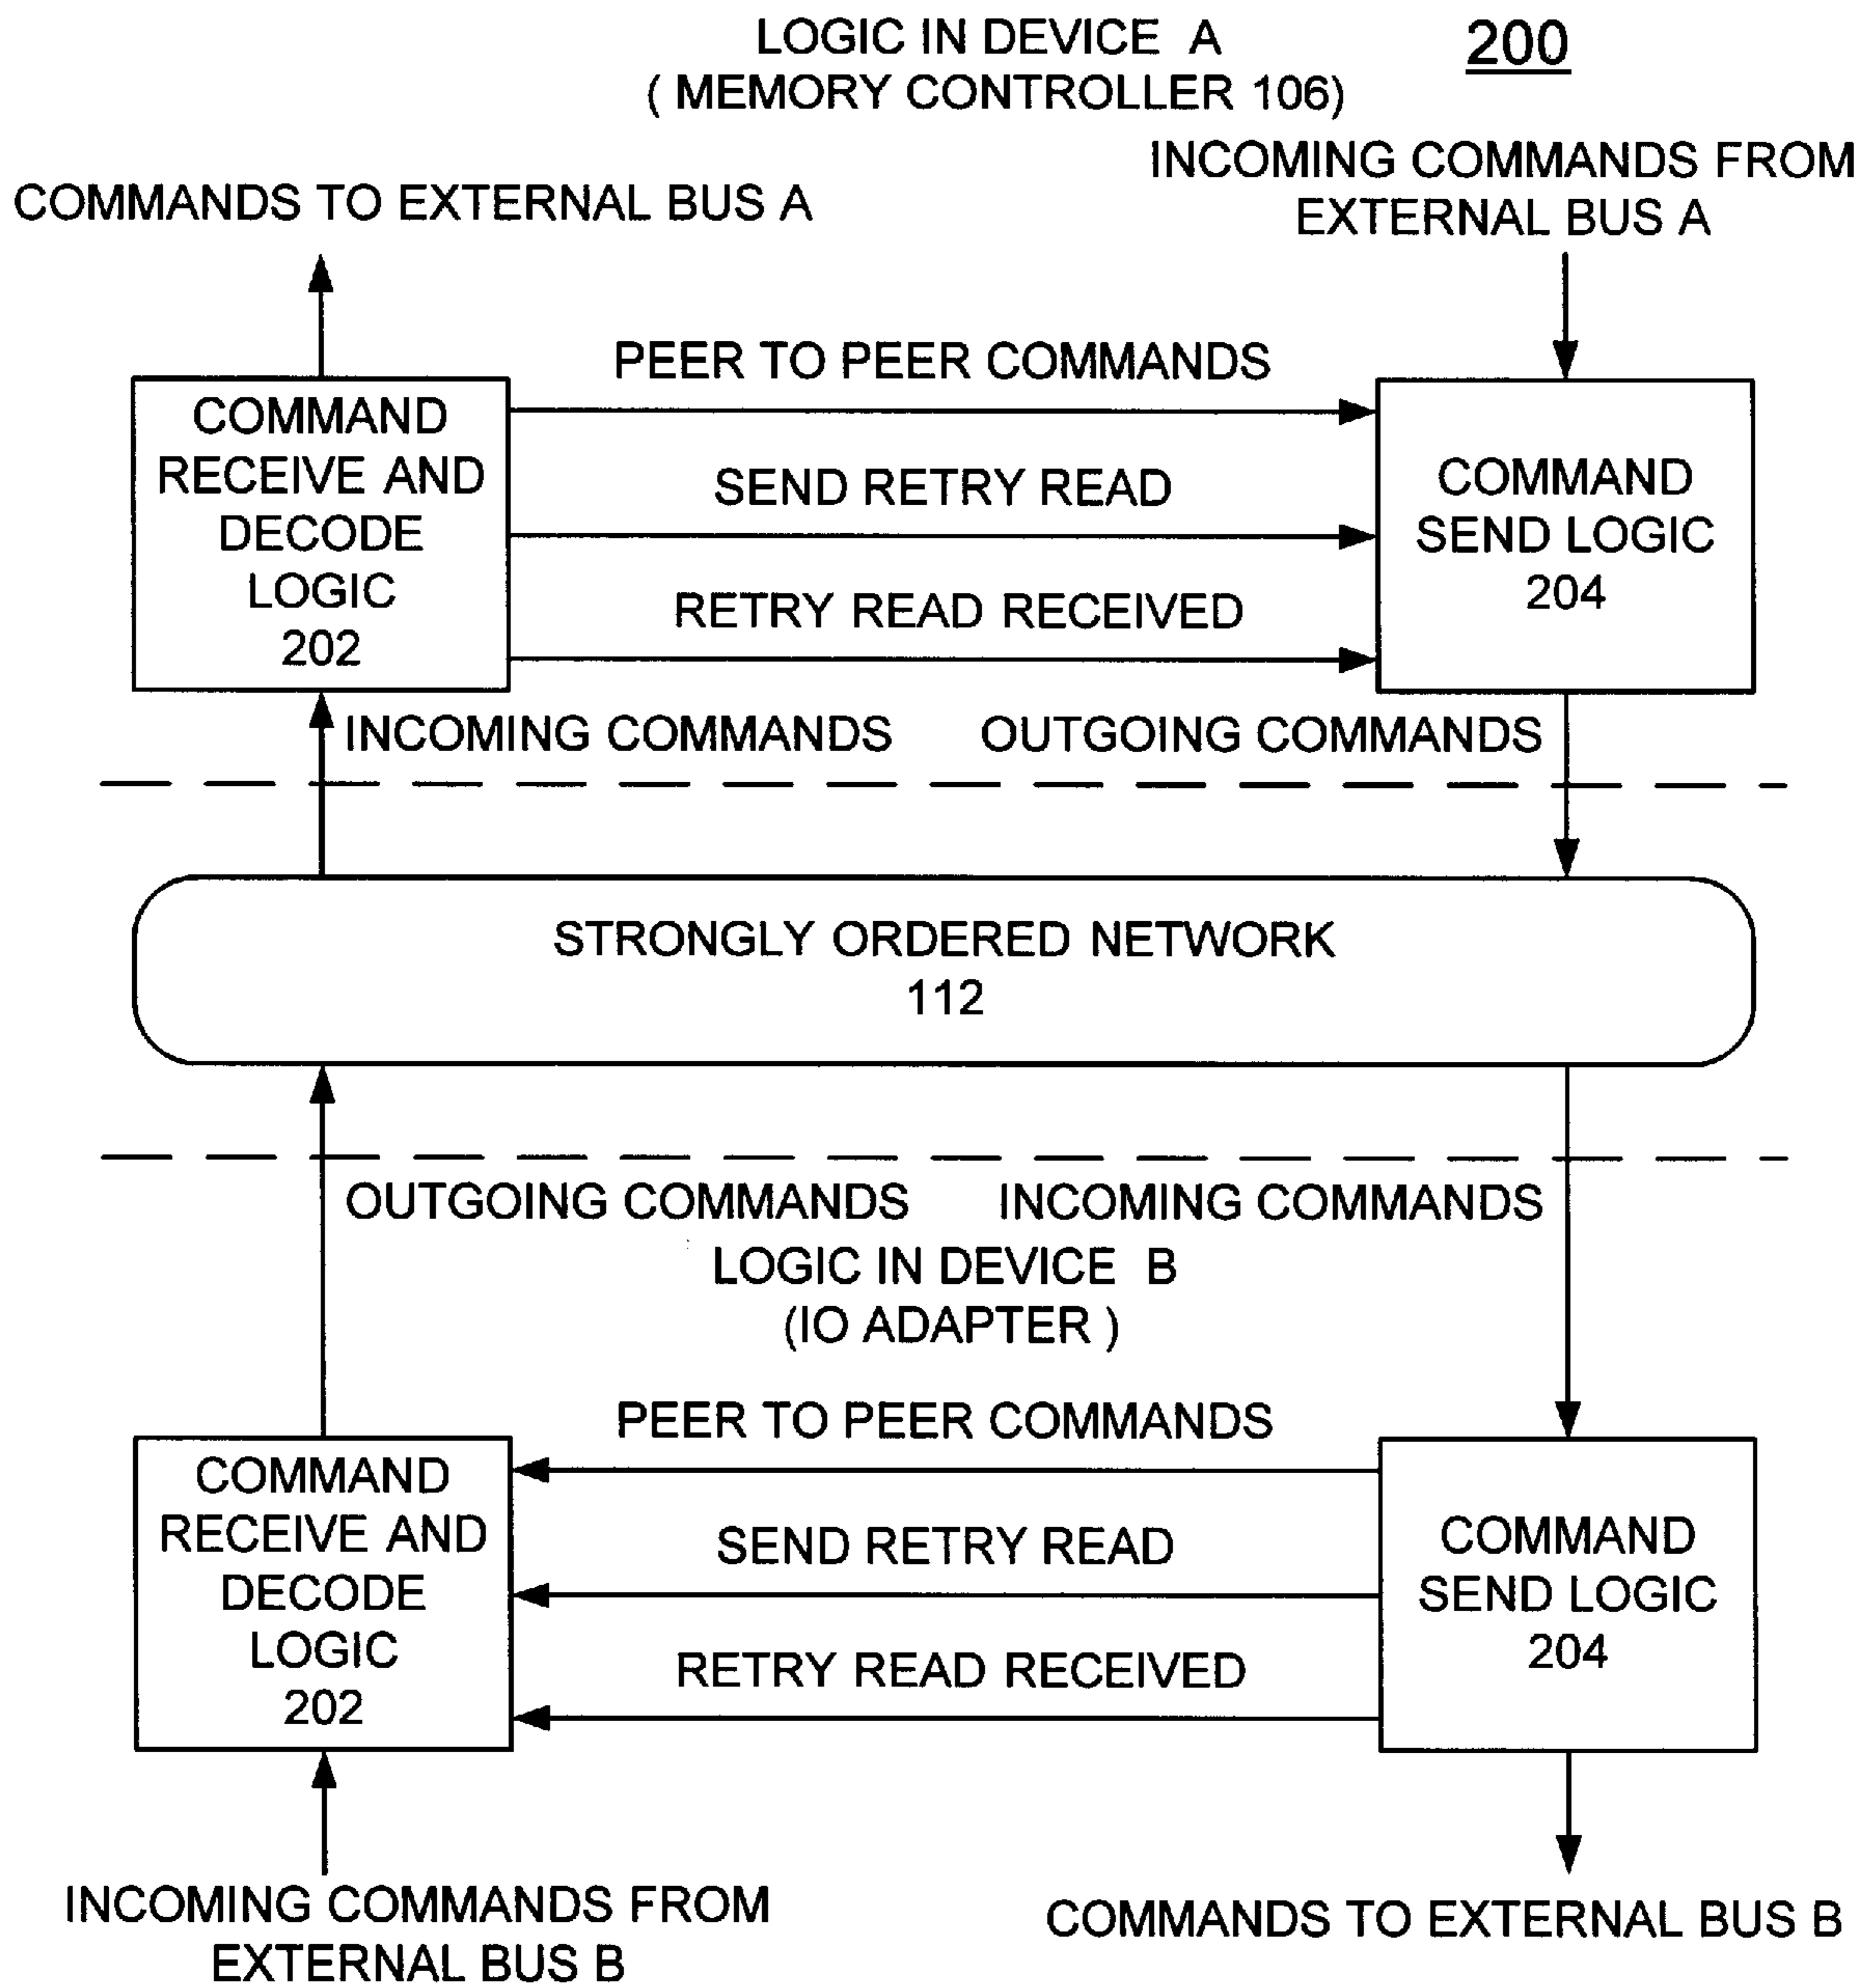 LOGIC IN DEVICE A
( MEMORY CONTROLLER 106)
200
COMMANDS TO EXTERNAL BUS A
INCOMING COMMANDS FROM
EXTERNAL BUS A
PEER TO PEER COMMANDS
COMMAND
RECEIVE AND
DECODE
LOGIC
202
SEND RETRY READ
RETRY READ RECEIVED
COMMAND
SEND LOGIC
204
INCOMING COMMANDS
OUTGOING COMMANDS
STRONGLY ORDERED NETWORK
112
OUTGOING COMMANDS
INCOMING COMMANDS
LOGIC IN DEVICE B
(IO ADAPTER )
PEER TO PEER COMMANDS
COMMAND
RECEIVE AND
DECODE
LOGIC
202
SEND RETRY READ
RETRY READ RECEIVED
COMMAND
SEND LOGIC
204
INCOMING COMMANDS FROM
EXTERNAL BUS B
COMMANDS TO EXTERNAL BUS B